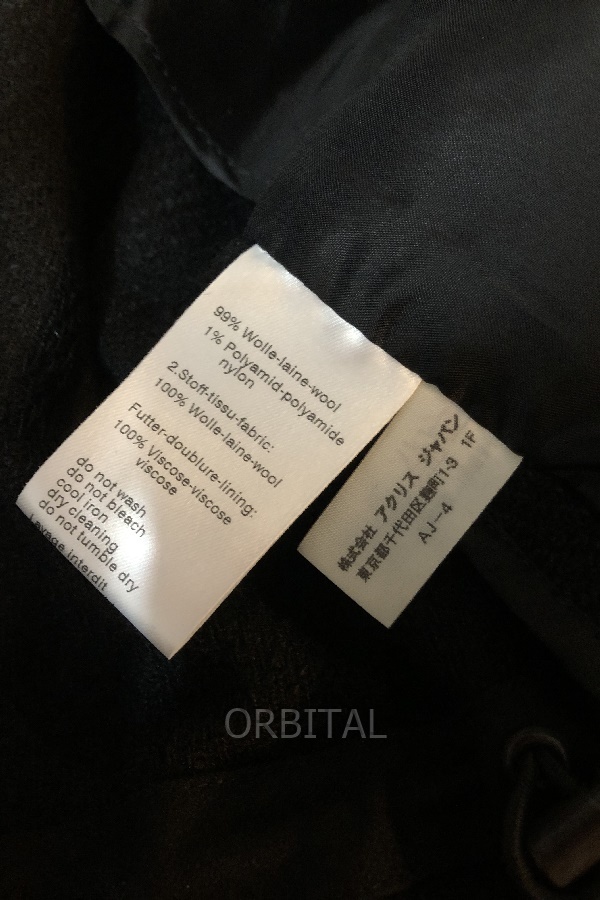 99% Wolle-laine-wool
1% Polyamid-polyamide
nylon
2.Stoff-tissu-fabric:
100% Wolle-laine-wool
Futter-doublure-lining:
100% Viscose-viscose
viscose
do not wash
do not bleach
cool iron
dry cleaning
do not tumble dry
Lavage interdit
株式会社 アクリス ジャパン
東京都千代田区麹町1-3 1F
AJ-4
ORBITAL